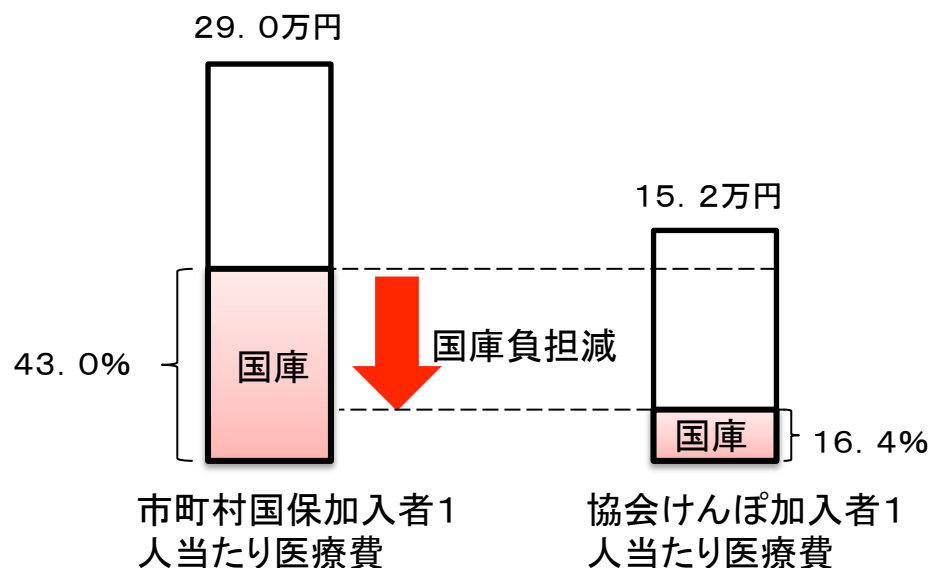 29．0万円
15．2万円
43．0%
国庫
国庫負担減
国庫
16．4%
市町村国保加入者1
人当たり医療費
協会けんぽ加入者1
人当たり医療費